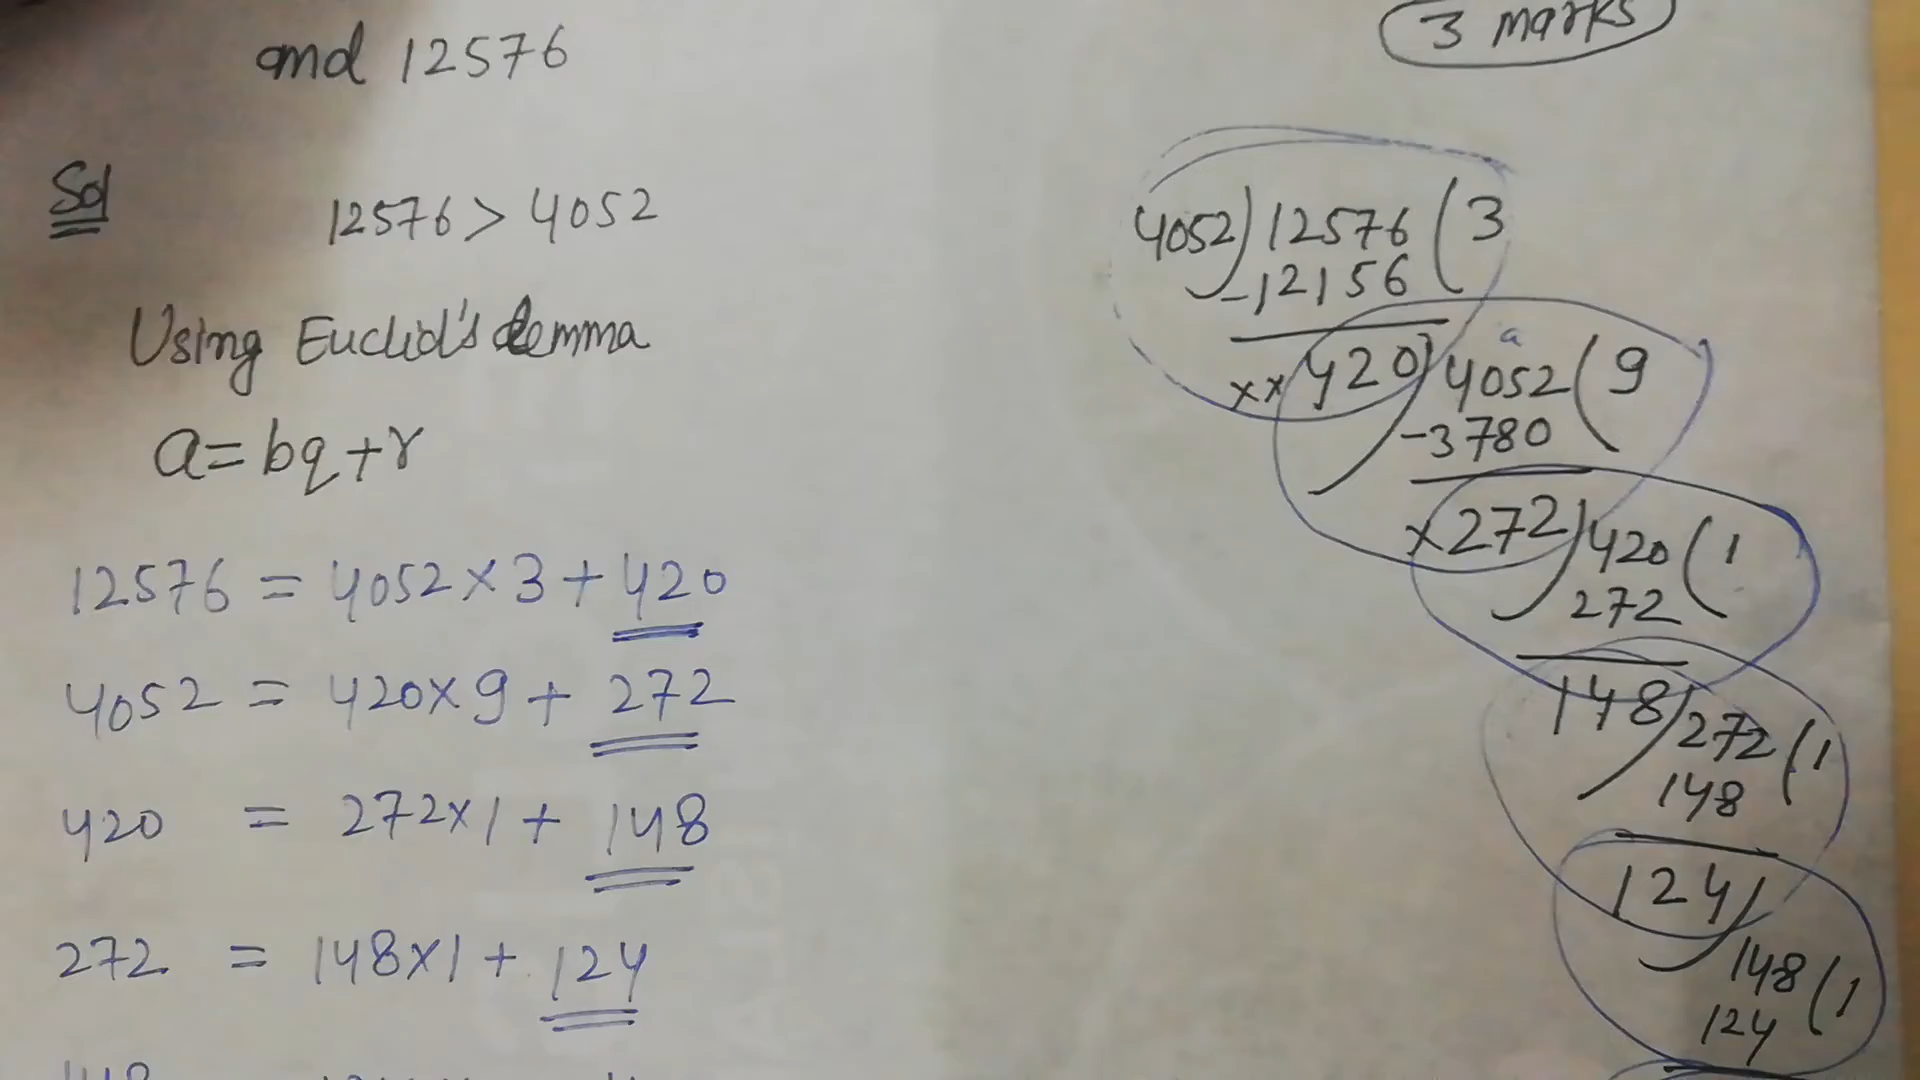 and 12576
3 marks
Sol
12576 > 4052
Using Euclid's Lemma
a = bq + r
12576 = 4052 × 3 + 420
4052 = 420 × 9 + 272
420 = 272 × 1 + 148
272 = 148 × 1 + 124
148
4052) 12576 ( 3
- 12156
×× 420) 4052 ( 9
a
- 3780
× 272) 420 ( 1
272
148) 272 ( 1
148
124)
148 ( 1
124